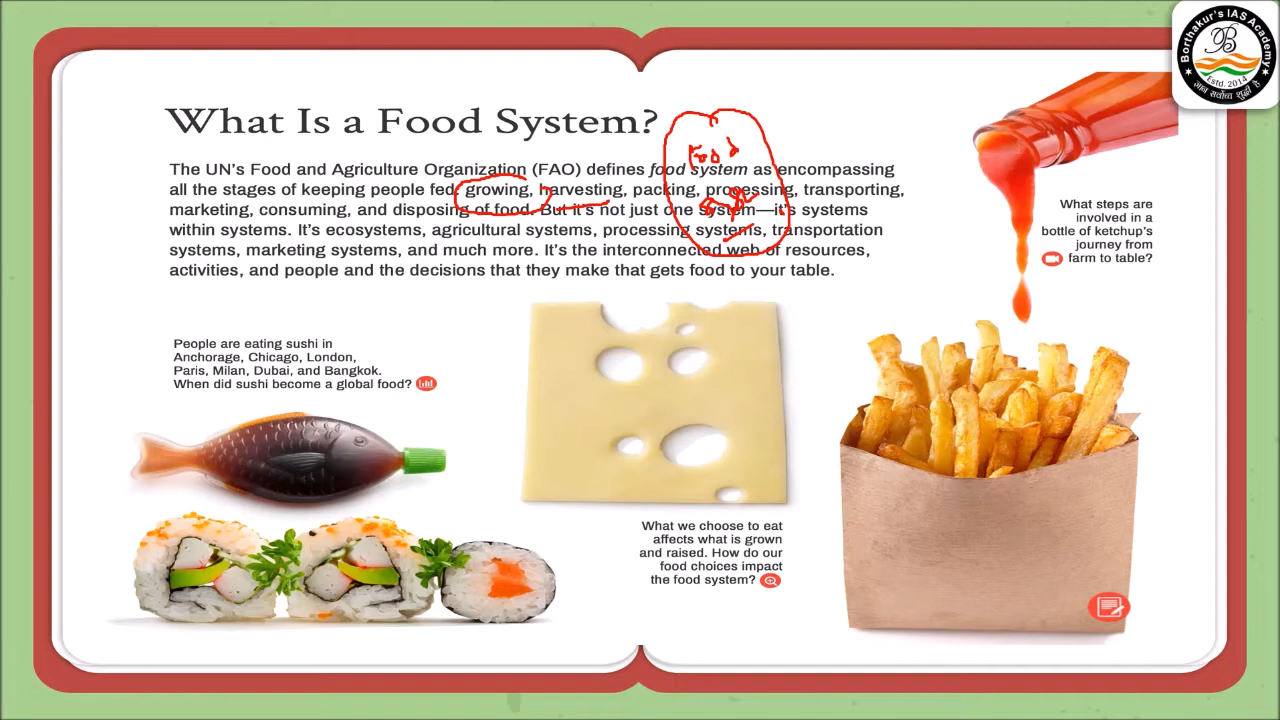 What Is a Food System?
The UN's Food and Agriculture Organization (FAO) defines food system as encompassing
all the stages of keeping people fed: growing, harvesting, packing, processing, transporting,
marketing, consuming, and disposing of food. But it's not just one system—it's systems
within systems. It's ecosystems, agricultural systems, processing systems, transportation
systems, marketing systems, and much more. It's the interconnected web of resources,
activities, and people and the decisions that they make that gets food to your table.
Food
What steps are
involved in a
bottle of ketchup's
journey from
farm to table?
People are eating sushi in
Anchorage, Chicago, London,
Paris, Milan, Dubai, and Bangkok.
When did sushi become a global food?
What we choose to eat
affects what is grown
and raised. How do our
food choices impact
the food system?
Borthakur's IAS Academy
B
Estd. 2014
ज्ञान सर्वोच्च शुद्धी है